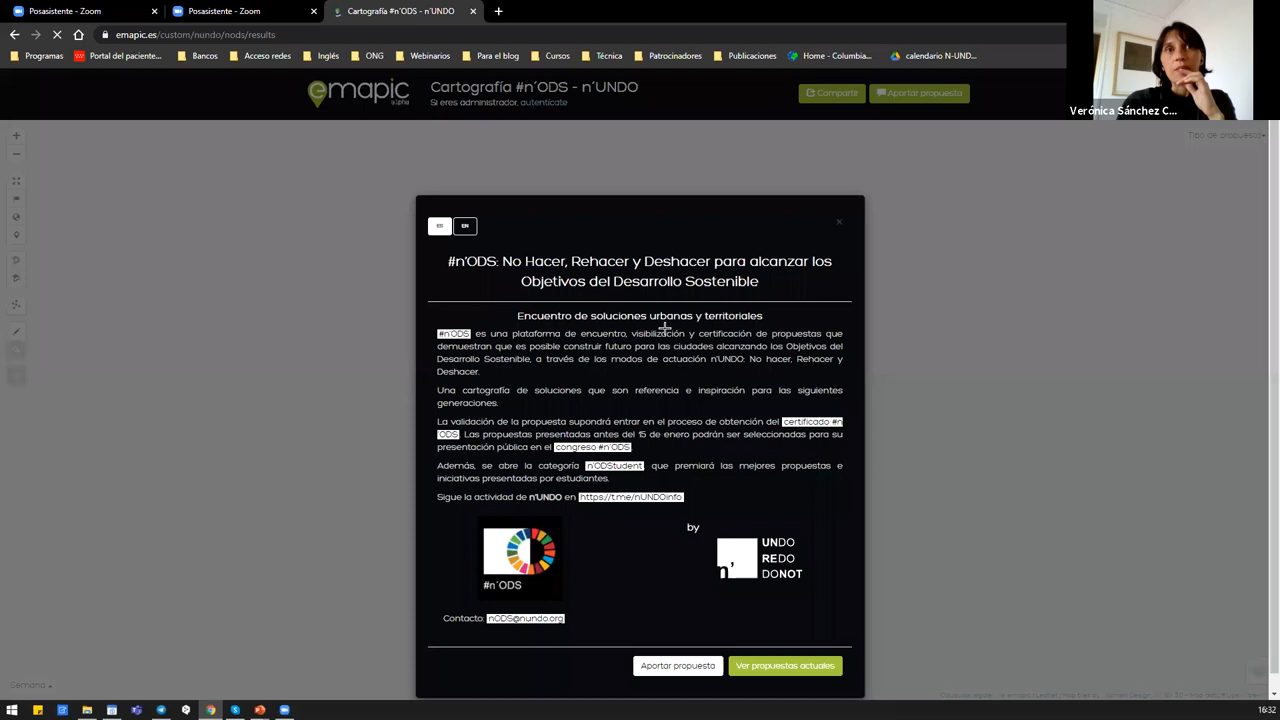 Posasistente - Zoom
Posasistente - Zoom
Cartografía #n'ODS - n'UNDO
emapic.es/custom/nundo/nods/results
Programas
Portal del paciente...
Bancos
Acceso redes
Inglés
ONG
Webinarios
Para el blog
Cursos
Técnica
Patrocinadores
Publicaciones
Home - Columbia...
calendario N-UND...
Verónica Sánchez C...
emapic
alpha
Cartografía #n'ODS - n'UNDO
Si eres administrador, autentícate
Compartir
Aportar propuesta
Tipo de propuesta
ES
EN
#n'ODS: No Hacer, Rehacer y Deshacer para alcanzar los
Objetivos del Desarrollo Sostenible
Encuentro de soluciones urbanas y territoriales
#n'ODS es una plataforma de encuentro, visibilización y certificación de propuestas que
demuestran que es posible construir futuro para las ciudades alcanzando los Objetivos del
Desarrollo Sostenible, a través de los modos de actuación n'UNDO: No hacer, Rehacer y
Deshacer.
Una cartografía de soluciones que son referencia e inspiración para las siguientes
generaciones.
La validación de la propuesta supondrá entrar en el proceso de obtención del certificado #n
'ODS. Las propuestas presentadas antes del 15 de enero podrán ser seleccionadas para su
presentación pública en el congreso #n'ODS.
Además, se abre la categoría n'ODStudent, que premiará las mejores propuestas e
iniciativas presentadas por estudiantes.
Sigue la actividad de n'UNDO en https://t.me/nUNDOinfo
#n'ODS
by
n'
UNDO
REDO
DONOT
Contacto: nODS@nundo.org
Aportar propuesta
Ver propuestas actuales
Semana
16:32